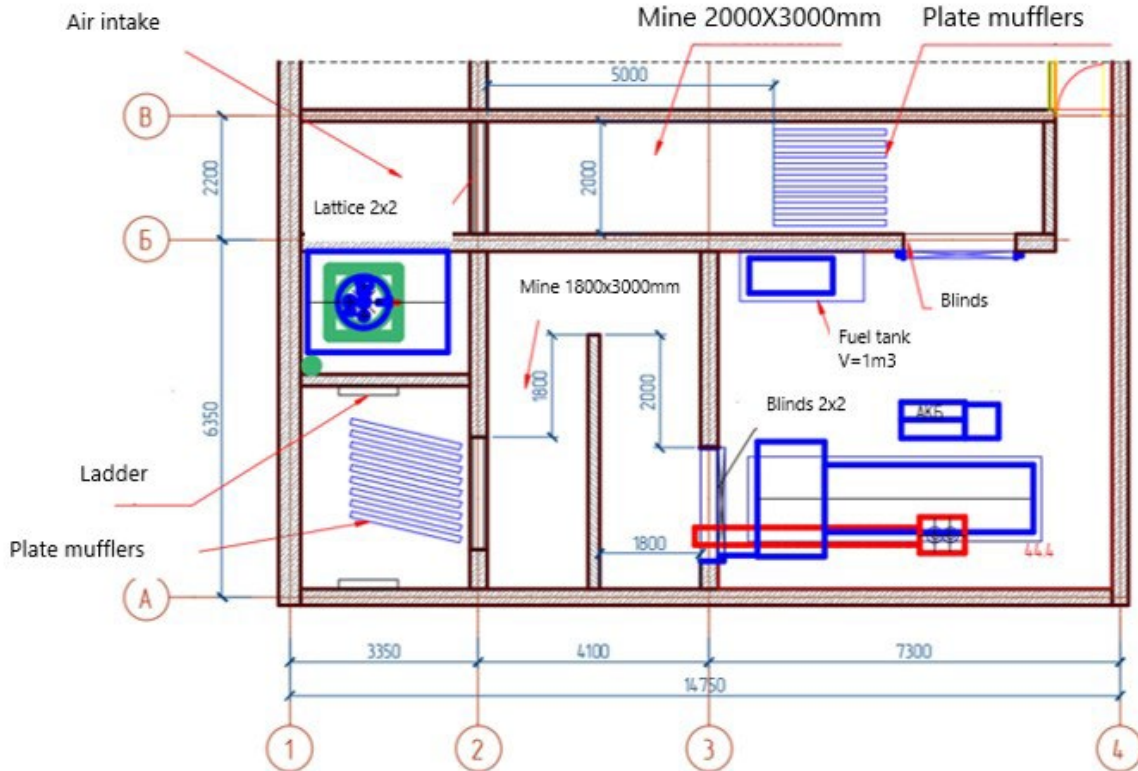 Air intake
Mine 2000X3000mm
Plate mufflers
5000
В
2200
2000
Lattice 2x2
Б
Mine 1800x3000mm
Blinds
Fuel tank
V=1m3
1800
2000
Blinds 2x2
АКБ
6350
Ladder
Plate mufflers
1800
444
А
3350
4100
7300
14750
1
2
3
4